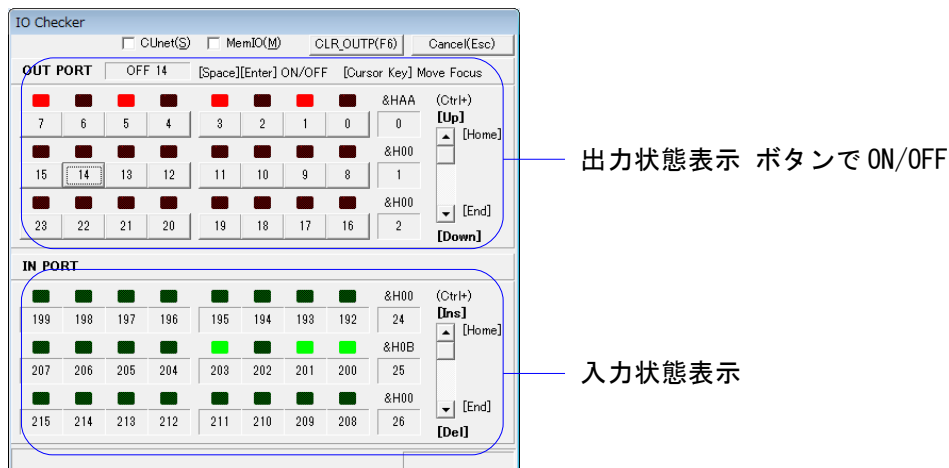 IO Checker
CUnet(S) MemIO(M) CLR_OUTP(F6) Cancel(Esc)
OUT PORT OFF 14 [Space][Enter] ON/OFF [Cursor Key] Move Focus
&HAA (Ctrl+)
7 6 5 4 3 2 1 0 0 [Up]
[Home]
&H00
15 14 13 12 11 10 9 8 1
出力状態表示 ボタンでON/OFF
&H00
23 22 21 20 19 18 17 16 2 [End]
[Down]
IN PORT
&H00 (Ctrl+)
199 198 197 196 195 194 193 192 24 [Ins]
[Home]
&H0B
207 206 205 204 203 202 201 200 25
入力状態表示
&H00
215 214 213 212 211 210 209 208 26 [End]
[Del]